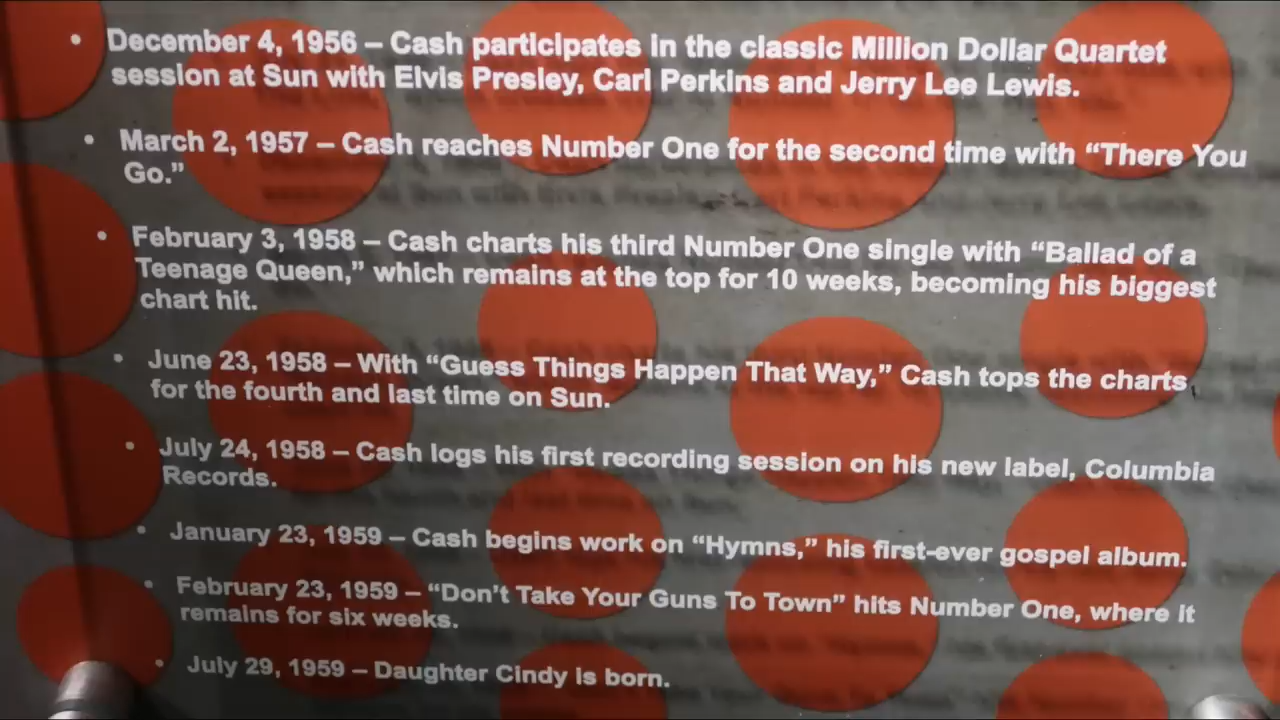 • December 4, 1956 – Cash participates in the classic Million Dollar Quartet
session at Sun with Elvis Presley, Carl Perkins and Jerry Lee Lewis.
• March 2, 1957 – Cash reaches Number One for the second time with “There You
Go.”
• February 3, 1958 – Cash charts his third Number One single with “Ballad of a
Teenage Queen,” which remains at the top for 10 weeks, becoming his biggest
chart hit.
• June 23, 1958 – With “Guess Things Happen That Way,” Cash tops the charts
for the fourth and last time on Sun.
• July 24, 1958 – Cash logs his first recording session on his new label, Columbia
Records.
• January 23, 1959 – Cash begins work on “Hymns,” his first-ever gospel album.
• February 23, 1959 – “Don’t Take Your Guns To Town” hits Number One, where it
remains for six weeks.
• July 29, 1959 – Daughter Cindy is born.